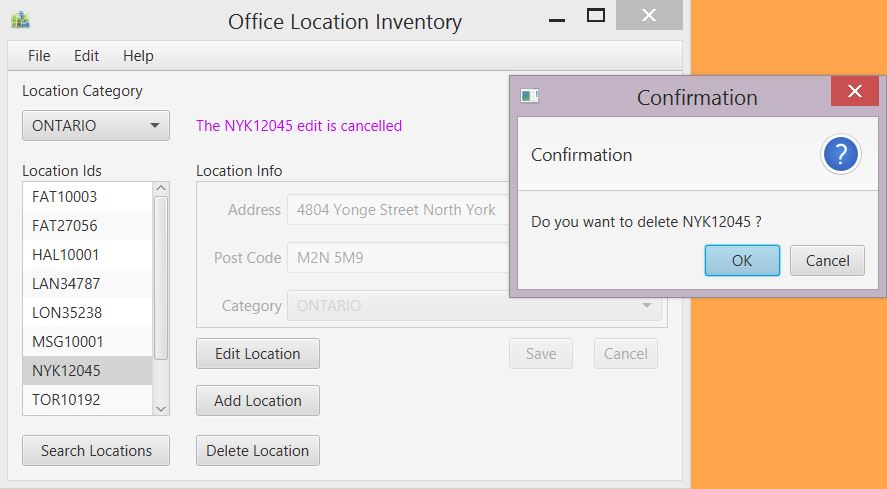 Office Location Inventory
File Edit Help
Location Category
ONTARIO
The NYK12045 edit is cancelled
Location Ids
FAT10003
FAT27056
HAL10001
LAN34787
LON35238
MSG10001
NYK12045
TOR10192
Search Locations
Location Info
Address 4804 Yonge Street North York
Post Code M2N 5M9
Category ONTARIO
Edit Location Save Cancel
Add Location
Delete Location
Confirmation
Confirmation
?
Do you want to delete NYK12045 ?
OK Cancel